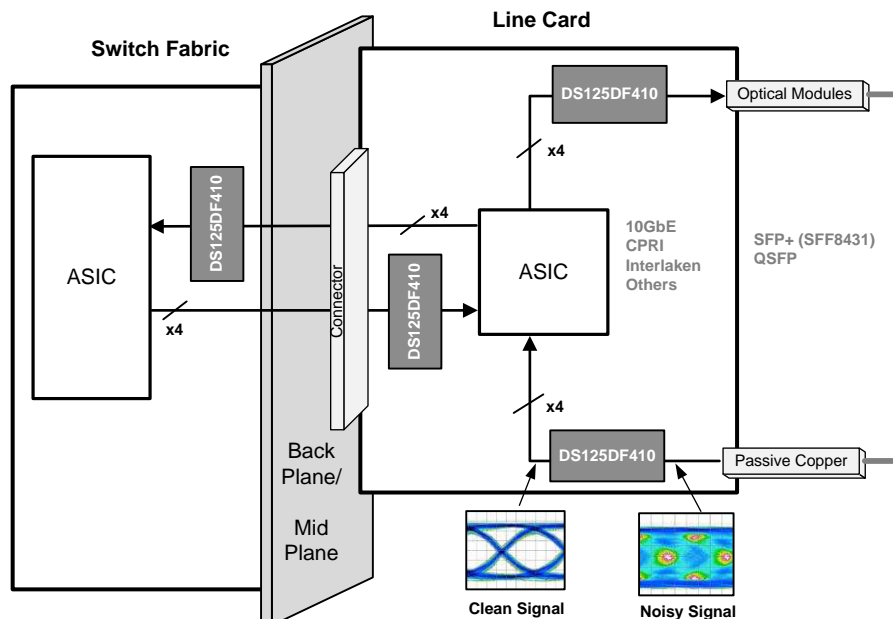 Switch Fabric
Line Card
DS125DF410
Optical Modules
x4
DS125DF410
x4
ASIC
ASIC
10GbE
CPRI
Interlaken
Others
SFP+ (SFF8431)
QSFP
Connector
DS125DF410
x4
x4
DS125DF410
Passive Copper
Back
Plane/
Mid
Plane
Clean Signal
Noisy Signal